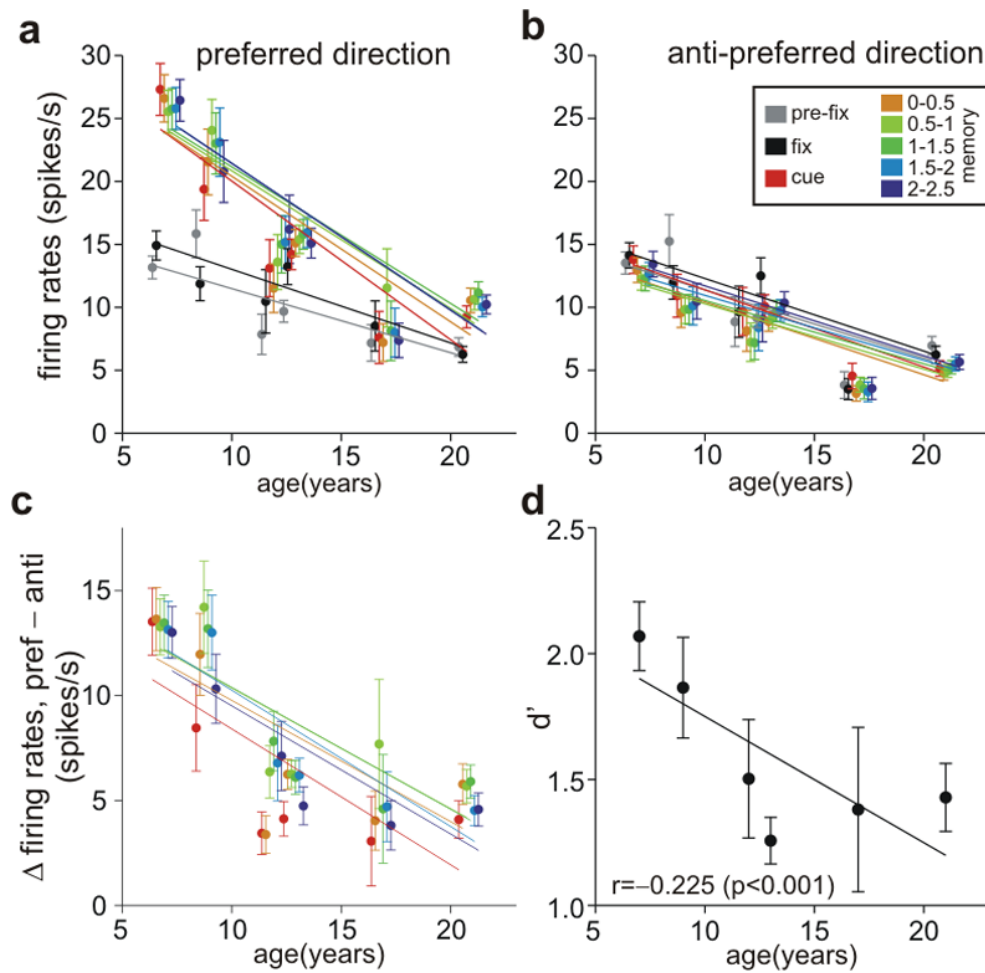 a
preferred direction
30
25
20
15
10
5
0
firing rates (spikes/s)
5 10 15 20
age(years)
b
anti-preferred direction
30
25
20
15
10
5
0
5 10 15 20
age(years)
pre-fix
fix
cue
0-0.5
0.5-1
1-1.5
1.5-2
2-2.5
memory
c
15
10
5
0
Δ firing rates, pref – anti
(spikes/s)
5 10 15 20
age(years)
d
2.5
2.0
1.5
1.0
d'
r=–0.225 (p<0.001)
5 10 15 20
age(years)